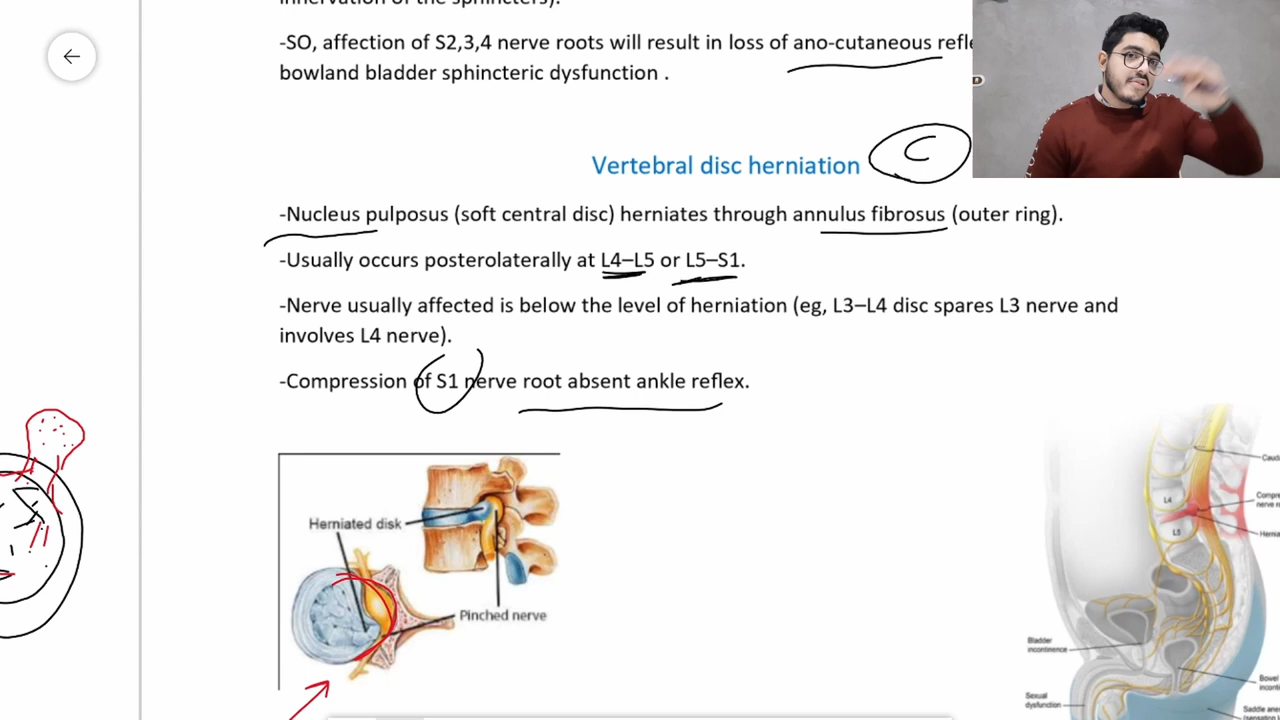 -SO, affection of S2,3,4 nerve roots will result in loss of ano-cutaneous
bowland bladder sphincteric dysfunction .
Vertebral disc herniation
C
-Nucleus pulposus (soft central disc) herniates through annulus fibrosus (outer ring).
-Usually occurs posterolaterally at L4–L5 or L5–S1.
-Nerve usually affected is below the level of herniation (eg, L3–L4 disc spares L3 nerve and
involves L4 nerve).
-Compression of S1 nerve root absent ankle reflex.
Herniated disk
Pinched nerve
L4
L5
Bladder
incontinence
Sexual
dysfunction
Bowel